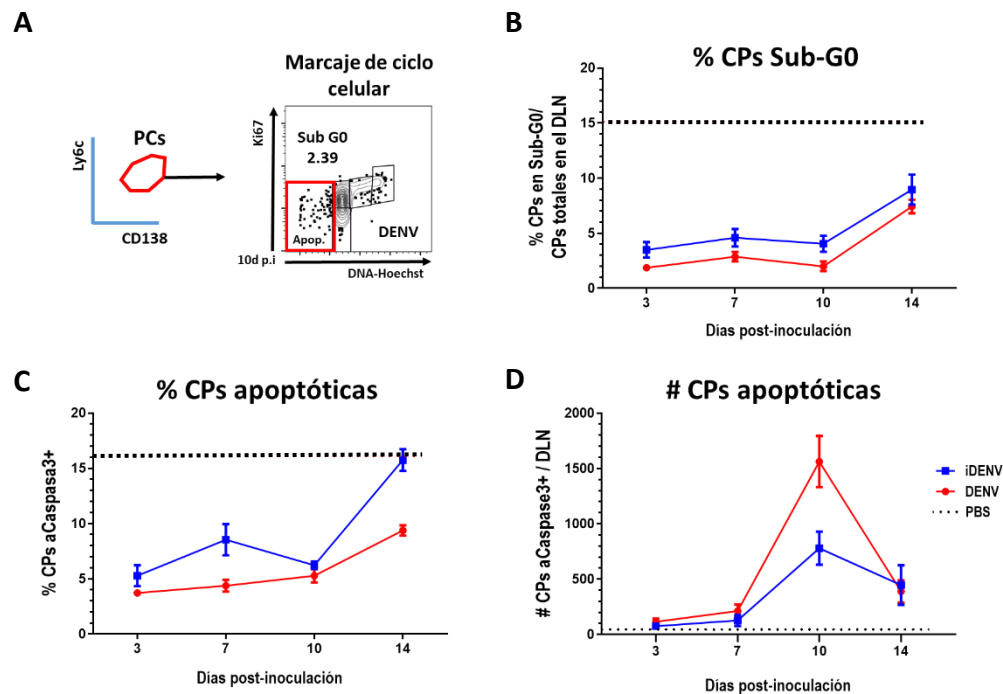 A
Marcaje de ciclo
celular
PCs
Ly6c
CD138
Ki67
Sub G0
2.39
Apop.
DENV
10d p.i
DNA-Hoechst
B
% CPs Sub-G0
% CPs en Sub-G0/
CPs totales en el DLN
20
15
10
5
0
3
7
10
14
Días post-inoculación
C
% CPs apoptóticas
% CPs aCaspasa3+
20
15
10
5
0
3
7
10
14
Días post-inoculación
D
# CPs apoptóticas
# CPs aCaspase3+ / DLN
2000
1500
1000
500
0
3
7
10
14
Días post-inoculación
iDENV
DENV
PBS